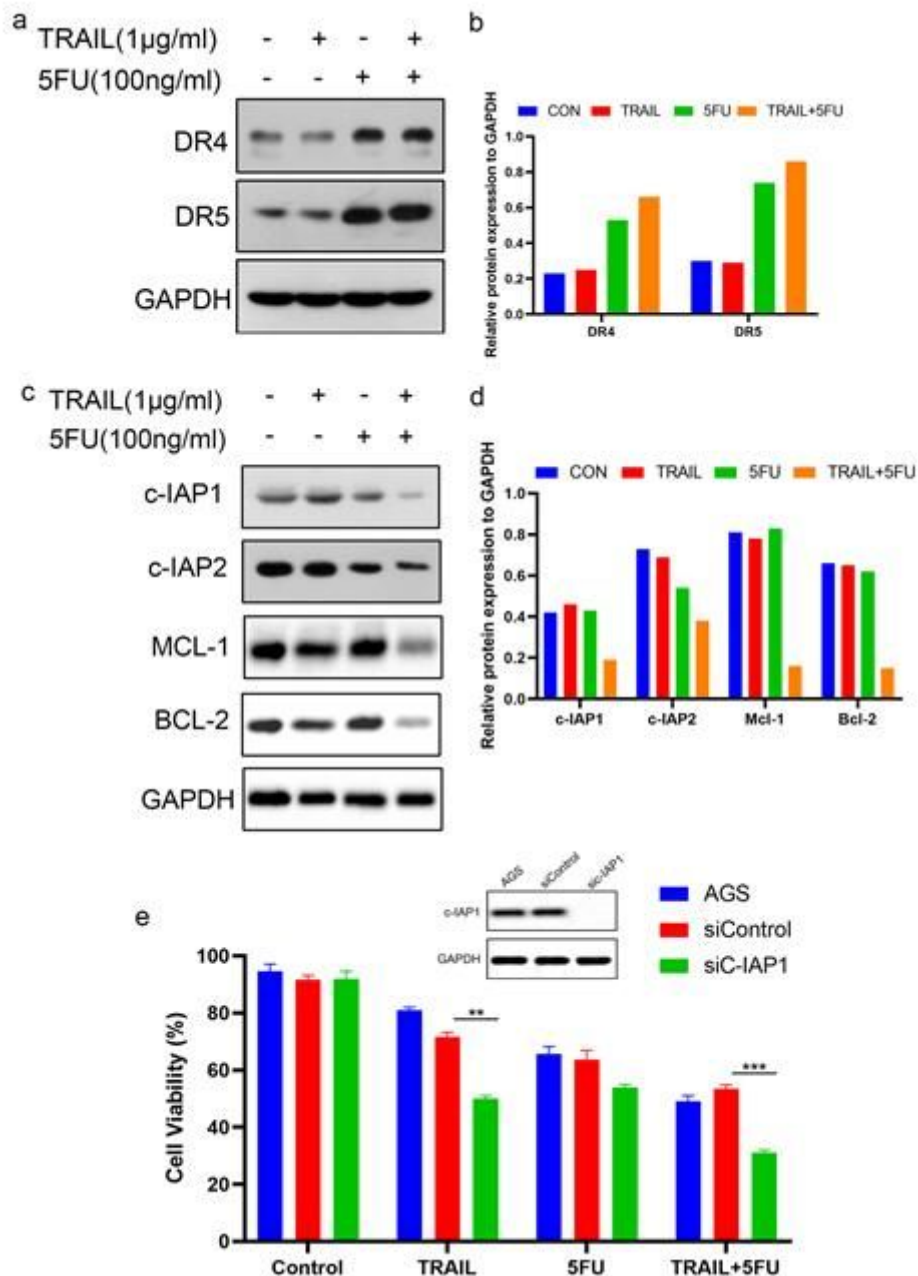 a
TRAIL(1µg/ml) - + - +
5FU(100ng/ml) - - + +
DR4
DR5
GAPDH
b
CON TRAIL 5FU TRAIL+5FU
Relative protein expression to GAPDH
1.0
0.8
0.6
0.4
0.2
0.0
DR4 DR5
c
TRAIL(1µg/ml) - + - +
5FU(100ng/ml) - - + +
c-IAP1
c-IAP2
MCL-1
BCL-2
GAPDH
d
CON TRAIL 5FU TRAIL+5FU
Relative protein expression to GAPDH
1.0
0.8
0.6
0.4
0.2
0.0
c-IAP1 c-IAP2 Mcl-1 Bcl-2
e
AGS siControl sic-IAP1
c-IAP1
GAPDH
AGS
siControl
siC-IAP1
Cell Viability (%)
100
80
60
40
20
0
** ***
Control TRAIL 5FU TRAIL+5FU